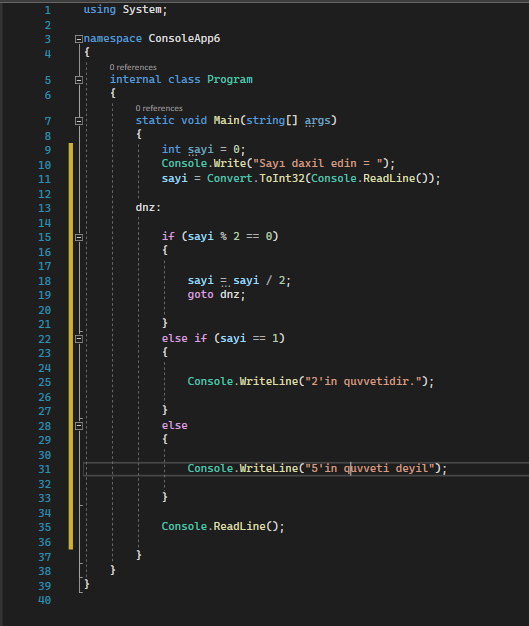 1 using System;
2
3 namespace ConsoleApp6
4 {
0 references
5 internal class Program
6 {
0 references
7 static void Main(string[] args)
8 {
9 int sayi = 0;
10 Console.Write("Sayı daxil edin = ");
11 sayi = Convert.ToInt32(Console.ReadLine());
12
13 dnz:
14
15 if (sayi % 2 == 0)
16 {
17
18 sayi = sayi / 2;
19 goto dnz;
20
21 }
22 else if (sayi == 1)
23 {
24
25 Console.WriteLine("2'in quvvetidir.");
26
27 }
28 else
29 {
30
31 Console.WriteLine("5'in quvveti deyil");
32
33 }
34
35 Console.ReadLine();
36
37 }
38 }
39 }
40